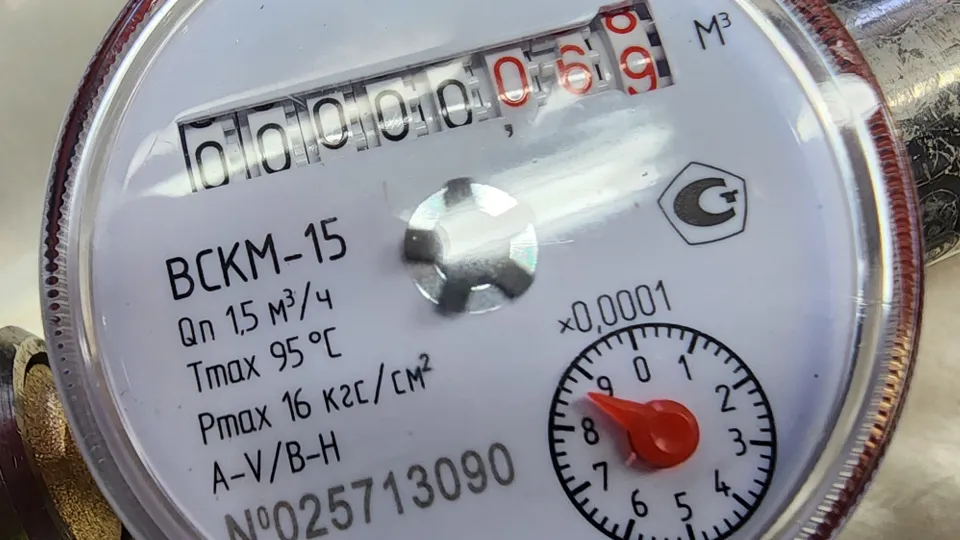 00000,069 м³
8
ВСКМ-15
Qn 1,5 м³/ч
Tmax 95 °C
Pmax 16 кгс/см²
A-V/B-H
№025713090
×0,0001
0 1 2 3 4 5 6 7 8 9